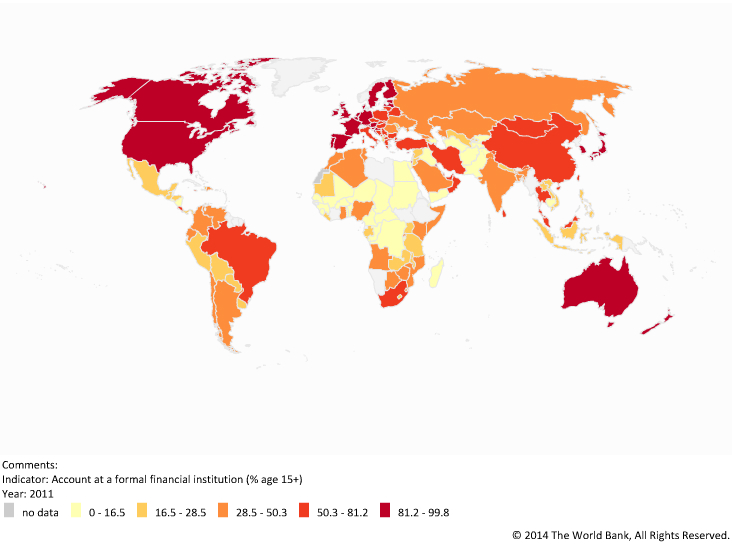 Comments:
Indicator: Account at a formal financial institution (% age 15+)
Year: 2011
no data 0 - 16.5 16.5 - 28.5 28.5 - 50.3 50.3 - 81.2 81.2 - 99.8
© 2014 The World Bank, All Rights Reserved.